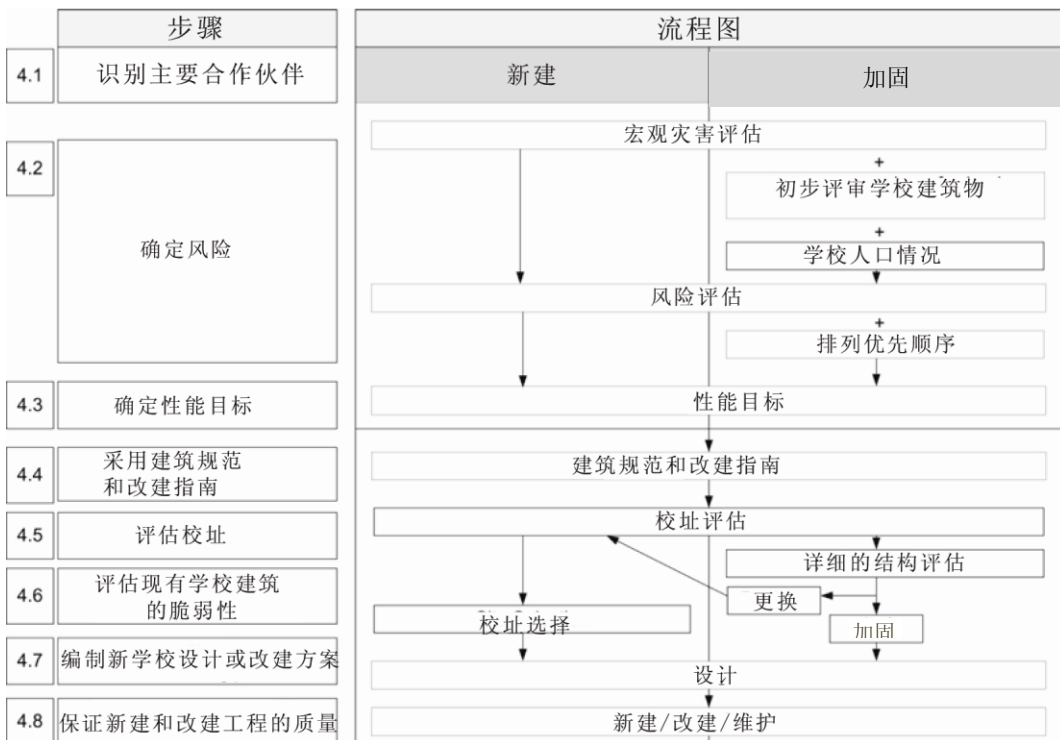 步骤
流程图
4.1
识别主要合作伙伴
新建
加固
宏观灾害评估
+
4.2
初步评审学校建筑物
+
确定风险
学校人口情况
风险评估
+
排列优先顺序
4.3
确定性能目标
性能目标
4.4
采用建筑规范
和改建指南
建筑规范和改建指南
4.5
评估校址
校址评估
详细的结构评估
4.6
评估现有学校建筑
的脆弱性
更换
校址选择
加固
4.7
编制新学校设计或改建方案
设计
4.8
保证新建和改建工程的质量
新建/改建/维护